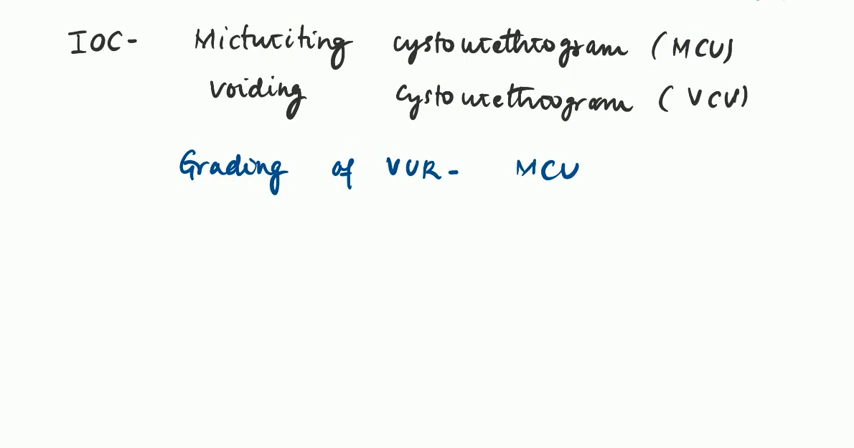 IOC- Micturiting cystourethrogram (MCU)
voiding cystourethrogram (VCU)
Grading of VUR- MCU